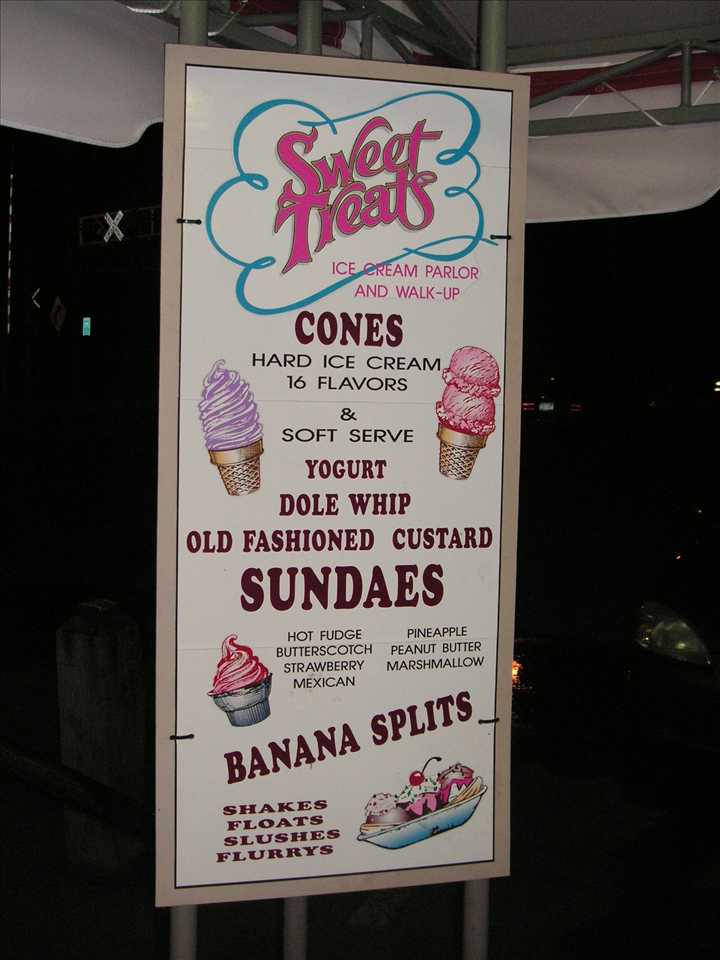 Sweet
Treats
ICE CREAM PARLOR
AND WALK-UP
CONES
HARD ICE CREAM
16 FLAVORS
&
SOFT SERVE
YOGURT
DOLE WHIP
OLD FASHIONED CUSTARD
SUNDAES
HOT FUDGE
BUTTERSCOTCH
STRAWBERRY
MEXICAN
PINEAPPLE
PEANUT BUTTER
MARSHMALLOW
BANANA SPLITS
SHAKES
FLOATS
SLUSHES
FLURRYS